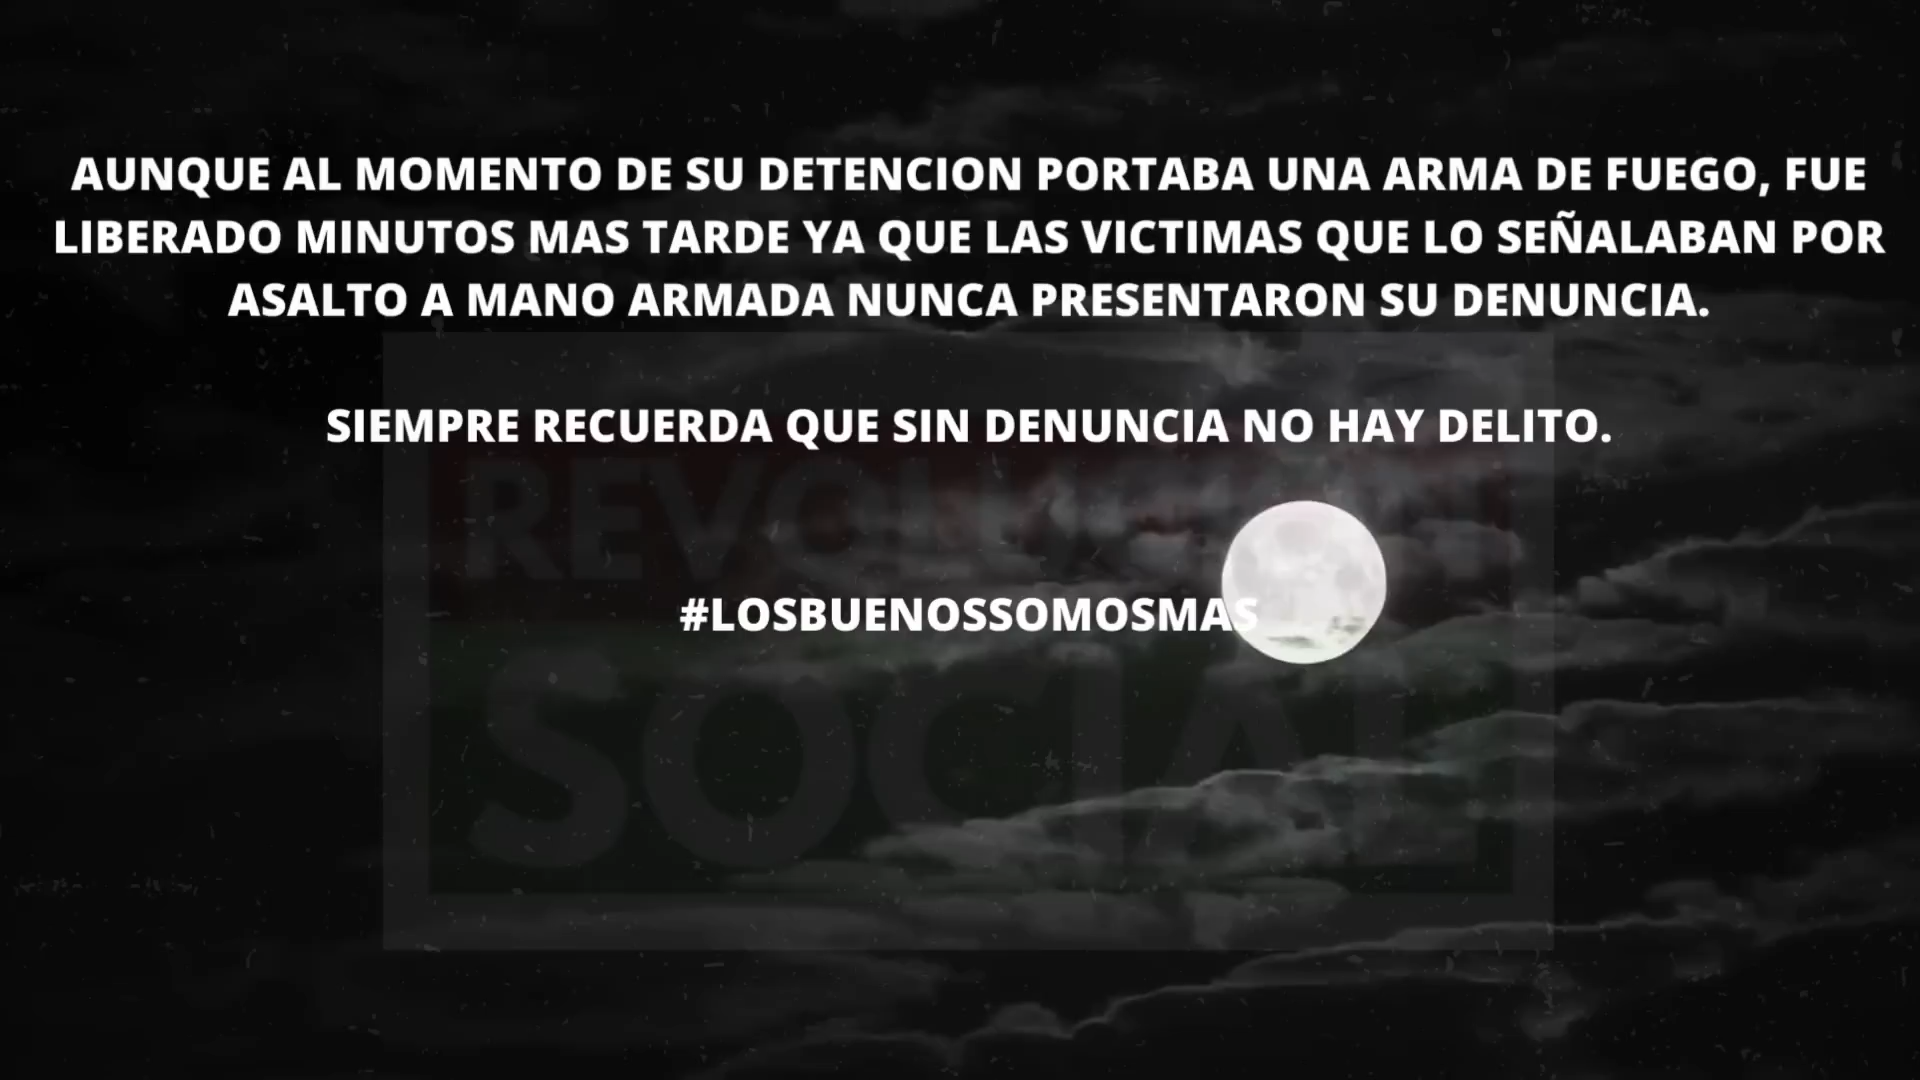 AUNQUE AL MOMENTO DE SU DETENCION PORTABA UNA ARMA DE FUEGO, FUE
LIBERADO MINUTOS MAS TARDE YA QUE LAS VICTIMAS QUE LO SEÑALABAN POR
ASALTO A MANO ARMADA NUNCA PRESENTARON SU DENUNCIA.
SIEMPRE RECUERDA QUE SIN DENUNCIA NO HAY DELITO.
REVOLUCION
#LOSBUENOSSOMOSMAS
SOCIAL